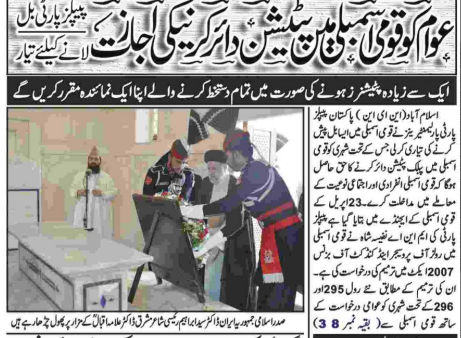 عوام کو قومی اسمبلی میں پٹیشن دائر کرنیکی اجازت
پیپلز پارٹی بل
لانے کیلئے تیار
ایک سے زیادہ پٹیشنرز ہونے کی صورت میں تمام دستخط کرنے والے اپنا ایک نمائندہ مقرر کریں گے
اسلام آباد (این این آئی) پاکستان پیپلز
پارٹی پارلیمنٹیرینز نے قومی اسمبلی میں ایسا بل پیش
کرنے کی تیاری کرلی جس کے تحت شہری کو قومی
اسمبلی میں پبلک پٹیشن دائر کرنے کا حق حاصل
ہوگا کہ قومی اسمبلی انفرادی اور اجتماعی نوعیت کے
معاملے میں مداخلت کرے۔ 23 اپریل کے
قومی اسمبلی کے ایجنڈے میں بتایا گیا ہے پیپلز
پارٹی کی ایم این اے نفیسہ شاہ نے قومی اسمبلی
میں رولز آف پروسیجر اینڈ کنڈکٹ آف بزنس
2007 ایکٹ میں ترمیم کی درخواست کی ہے۔
ان کی ترمیم کے مطابق نئے رول 295 اور
296 کے تحت شہری کو عوامی درخواست کے
ساتھ قومی اسمبلی سے (بقیہ نمبر 38)
صدر اسلامی جمہوریہ ایران ڈاکٹر سید ابراہیم رئیسی شاعر مشرق ڈاکٹر علامہ اقبالؒ کے مزار پر پھول چڑھا رہے ہیں